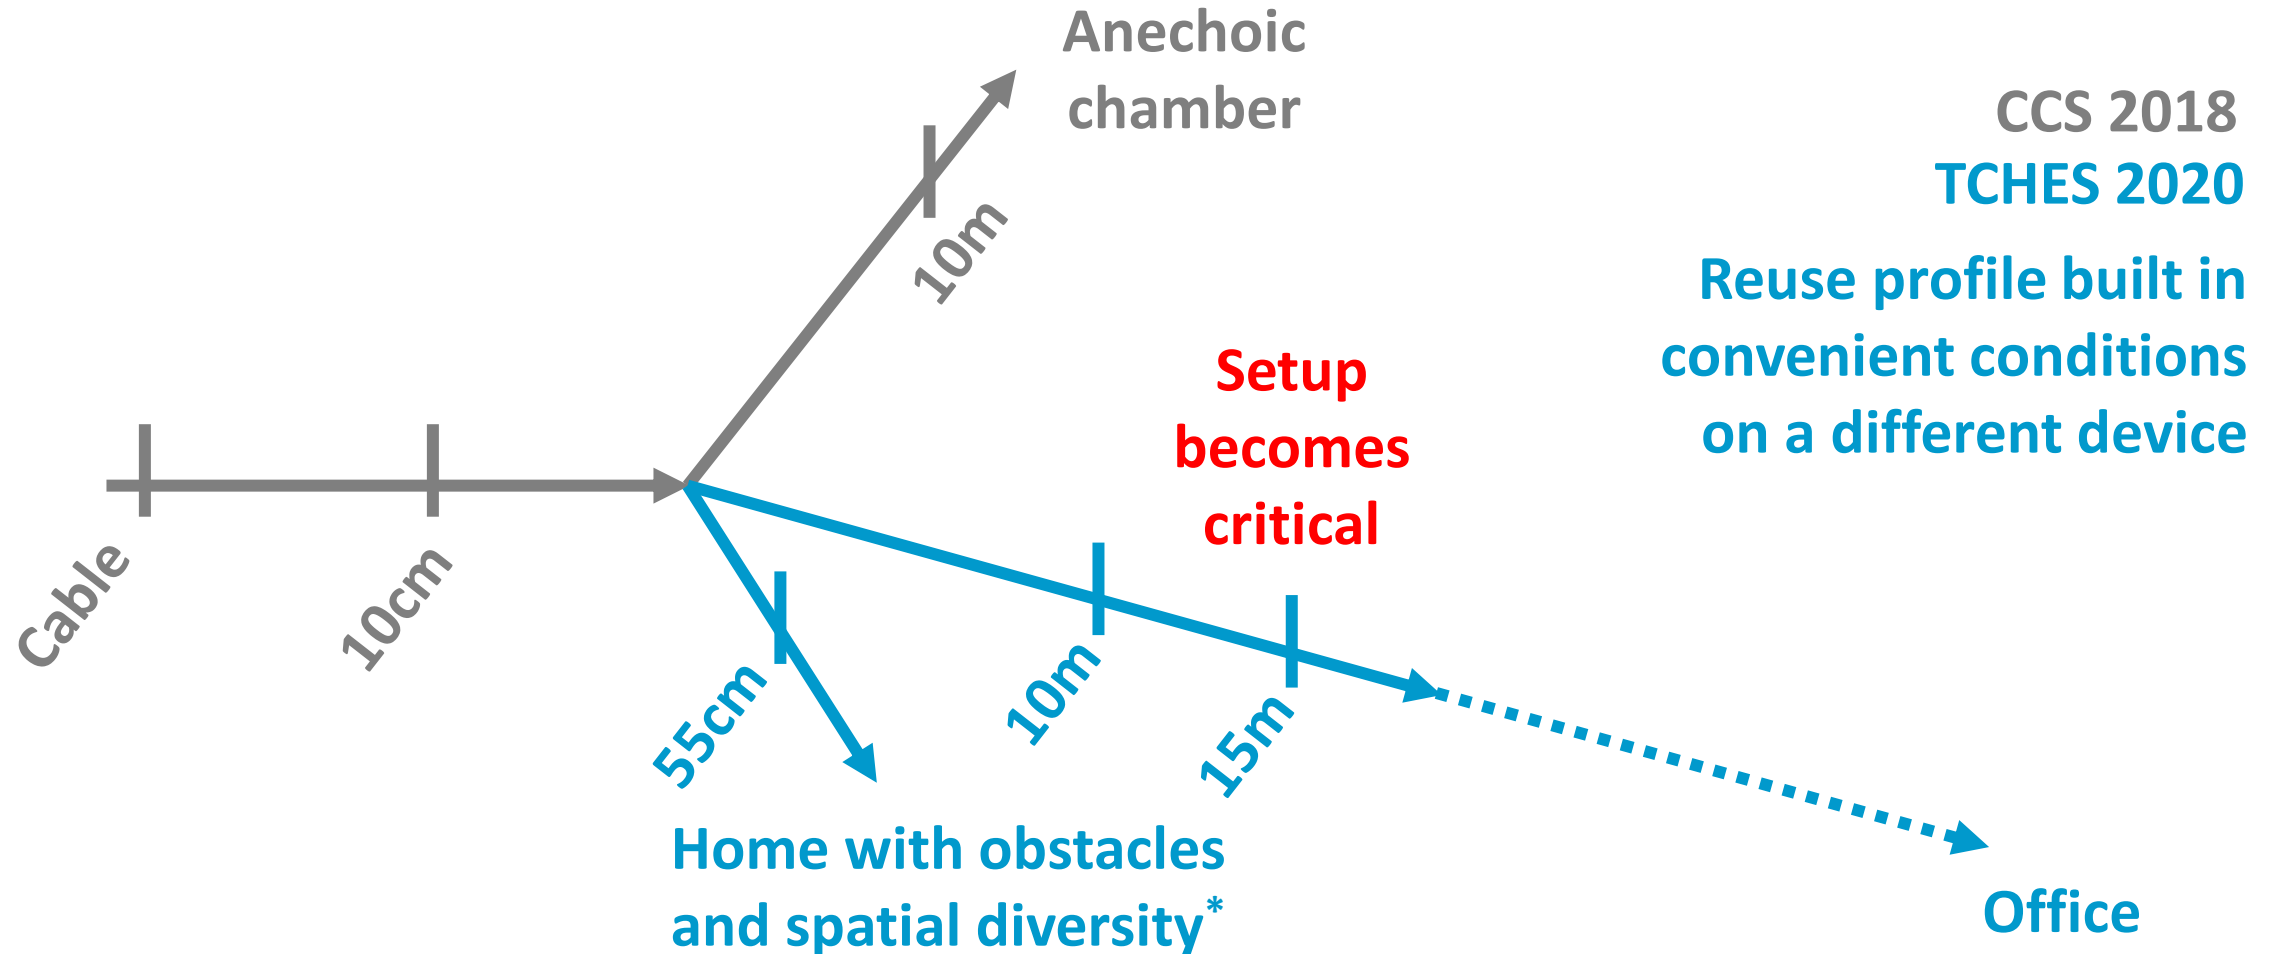 Anechoic
chamber
CCS 2018
TCHES 2020
Reuse profile built in
convenient conditions
on a different device
10m
Setup
becomes
critical
Cable
10cm
55cm
10m
15m
Home with obstacles
and spatial diversity*
Office